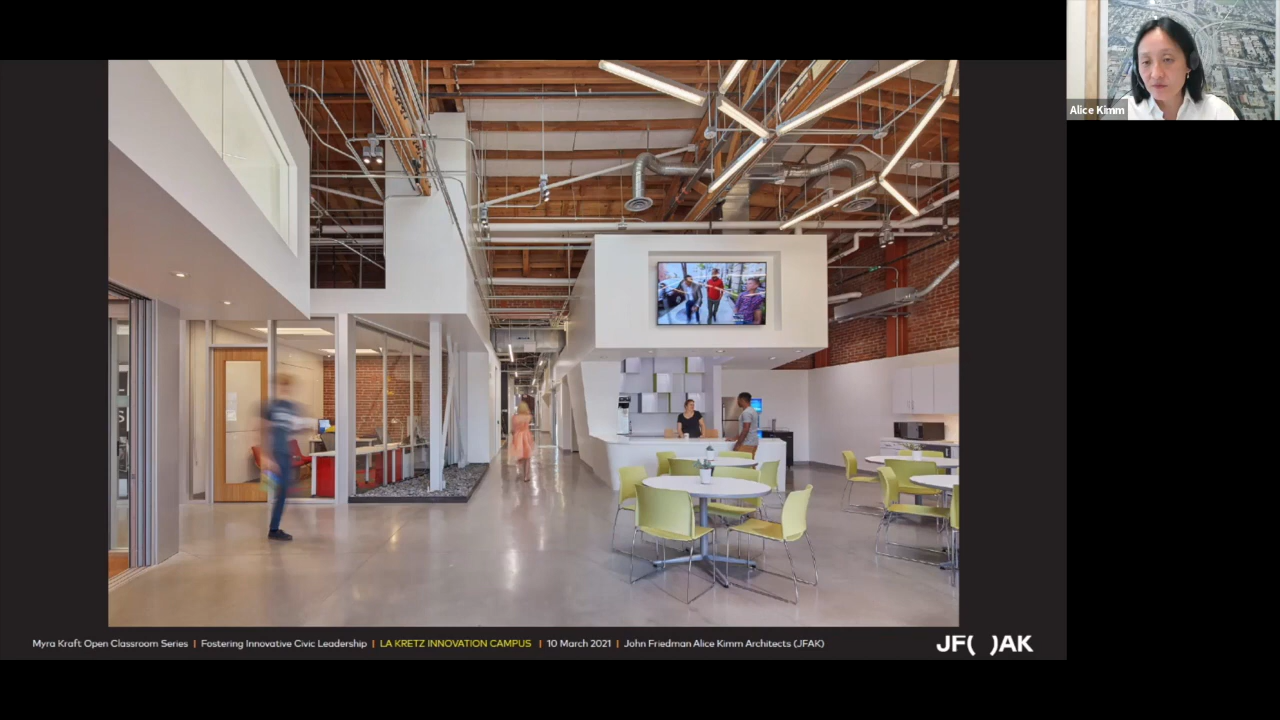 Alice Kimm
Myra Kraft Open Classroom Series | Fostering Innovative Civic Leadership | LA KRETZ INNOVATION CAMPUS | 10 March 2021 | John Friedman Alice Kimm Architects (JFAK)
JF( )AK